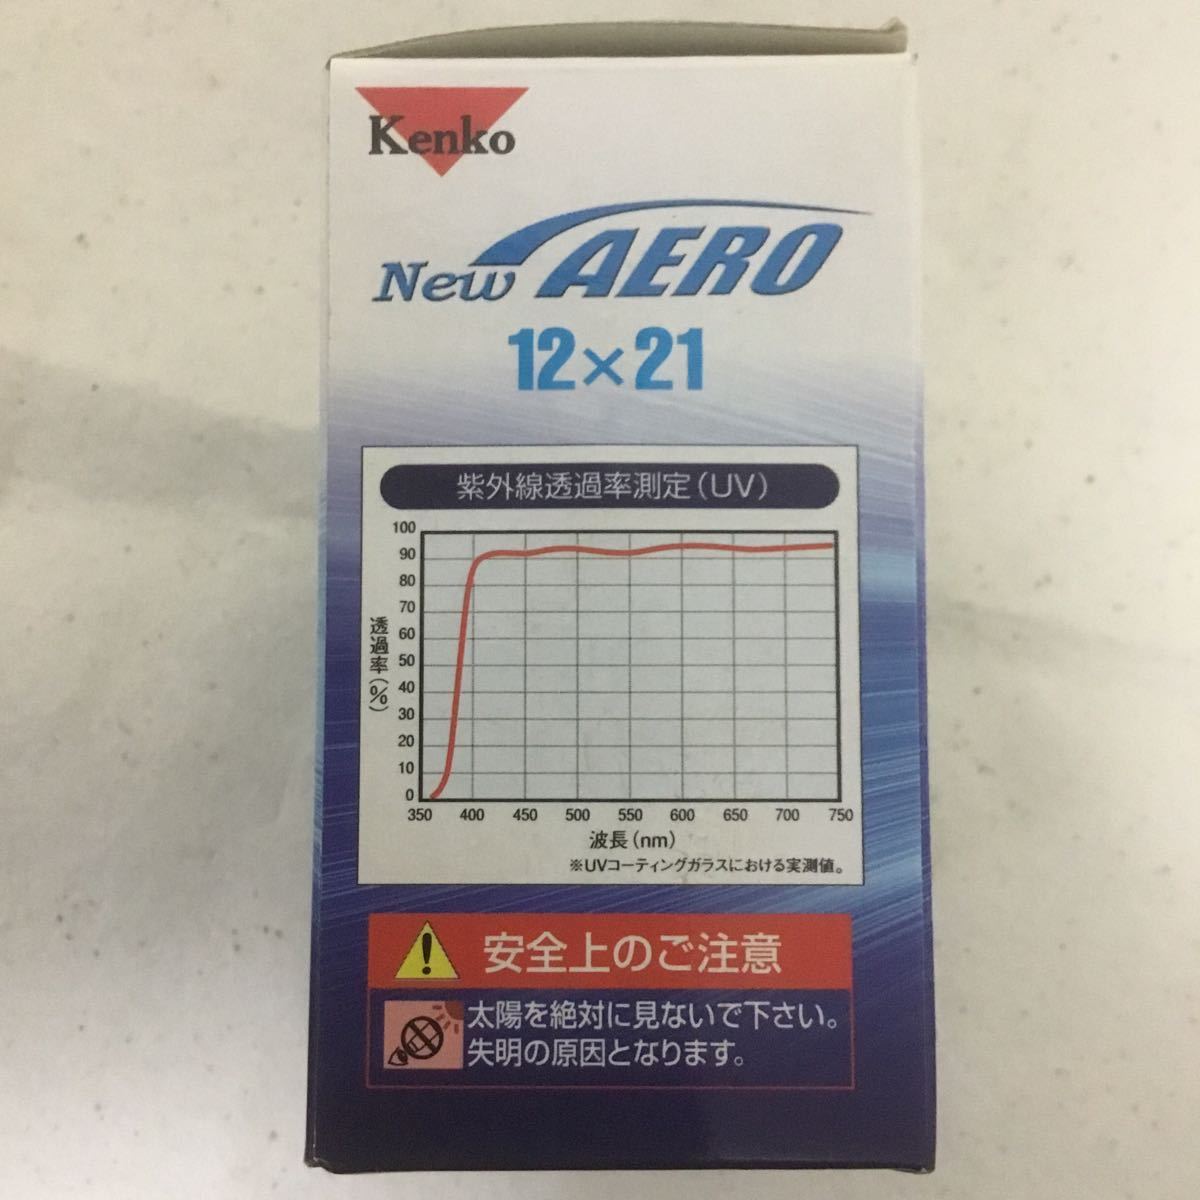 Kenko
New AERO
12×21
紫外線透過率測定(UV)
100
90
80
70
60
50
40
30
20
10
0
透過率(%)
350 400 450 500 550 600 650 700 750
波長(nm)
※UVコーティングガラスにおける実測値。
安全上のご注意
太陽を絶対に見ないで下さい。
失明の原因となります。